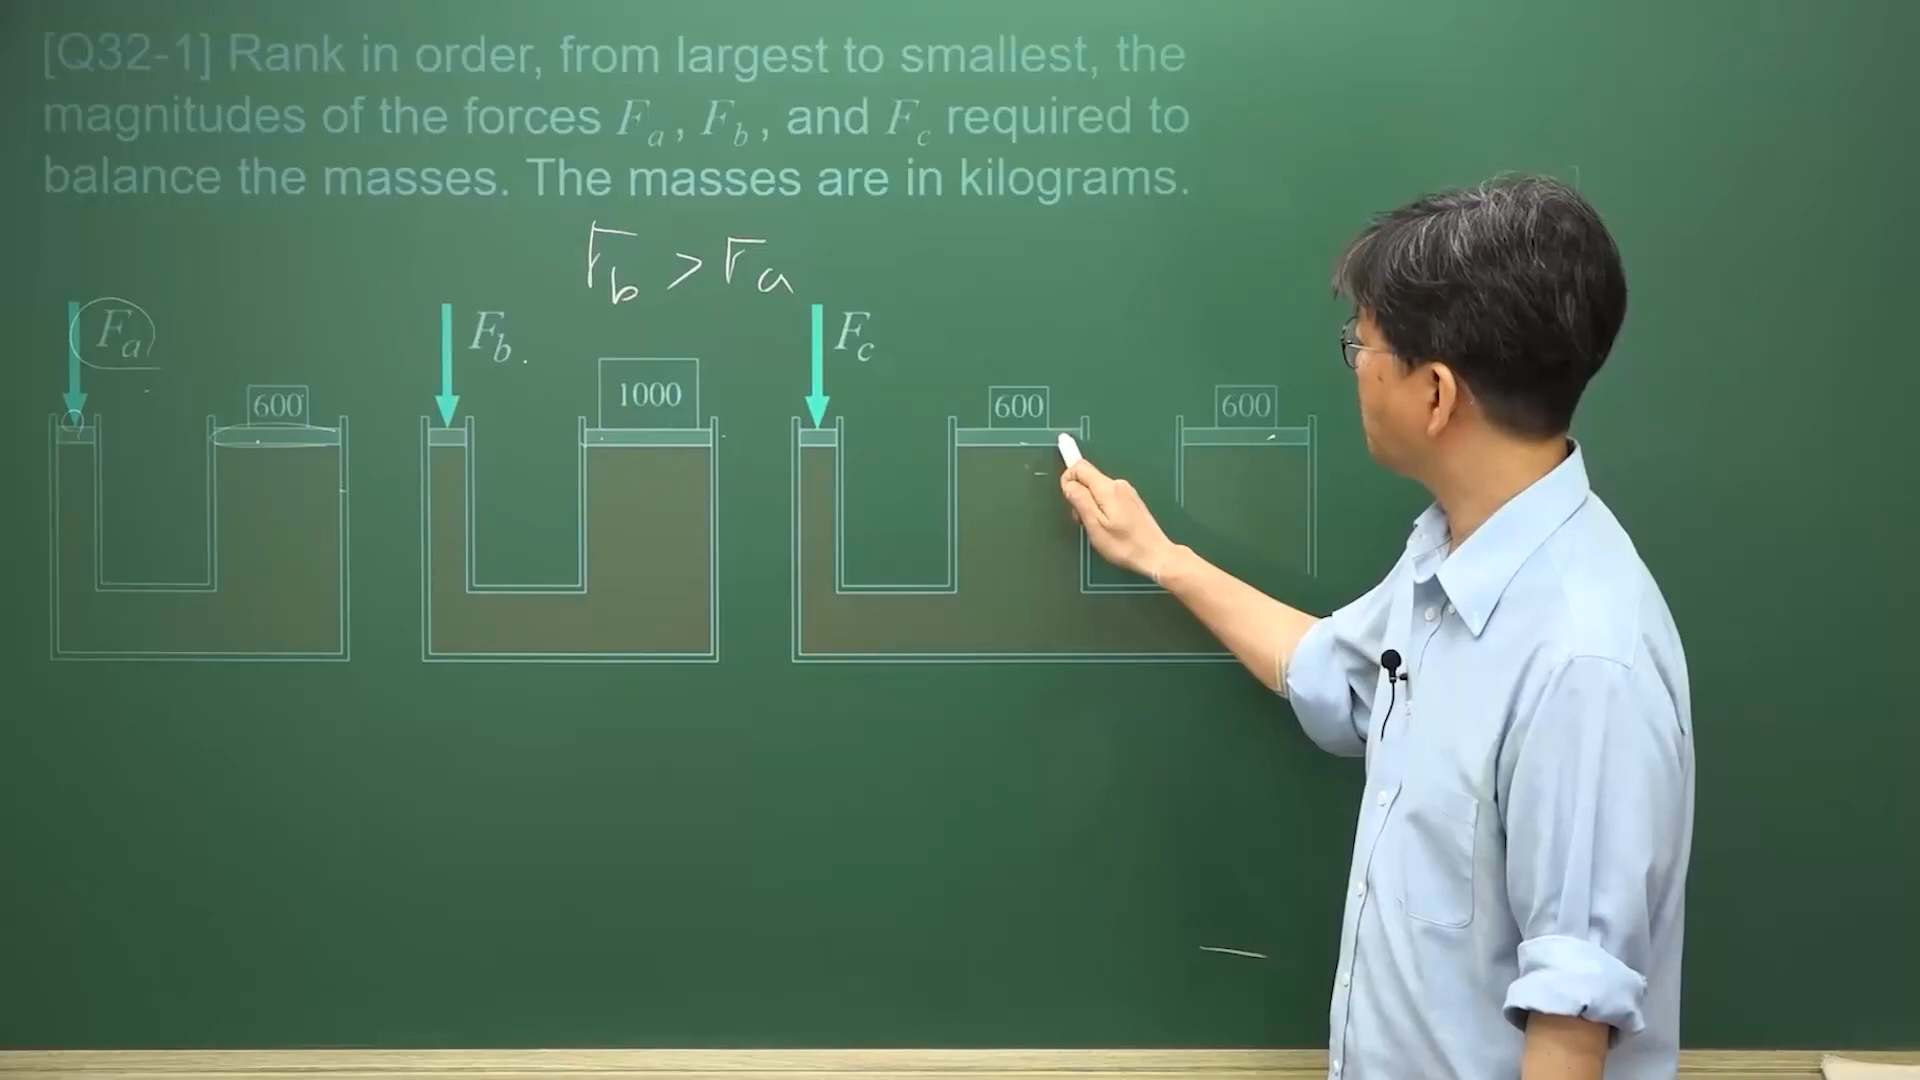 [Q32-1] Rank in order, from largest to smallest, the
magnitudes of the forces Fa, Fb, and Fc required to
balance the masses. The masses are in kilograms.
Fb > Fa
Fa
Fb
Fc
600
1000
600
600